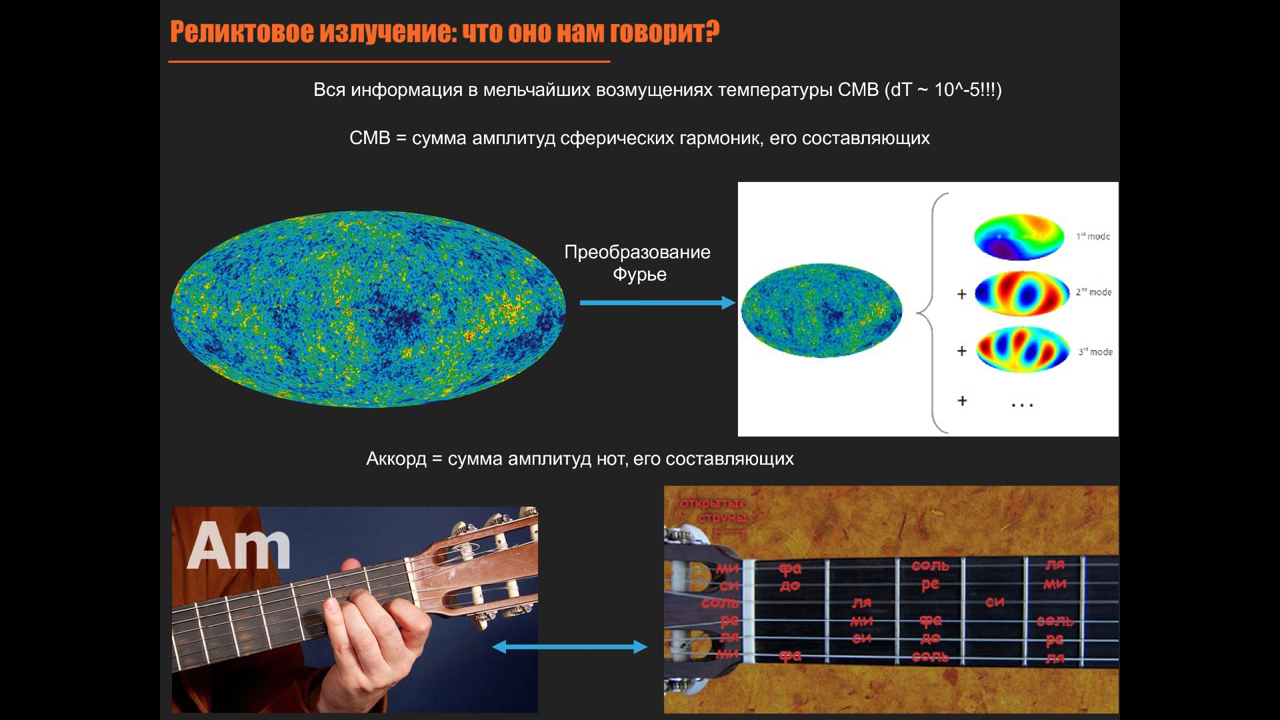 Реликтовое излучение: что оно нам говорит?
Вся информация в мельчайших возмущениях температуры CMB (dT ~ 10^-5!!!)
CMB = сумма амплитуд сферических гармоник, его составляющих
Преобразование
Фурье
1st mode
+ 2nd mode
+ 3rd mode
+ ...
Аккорд = сумма амплитуд нот, его составляющих
Am
открытые
струны
ми фа соль ля
си до ре ми
соль ля си
ре ми фа соль
ля си до ре
ми фа соль ля